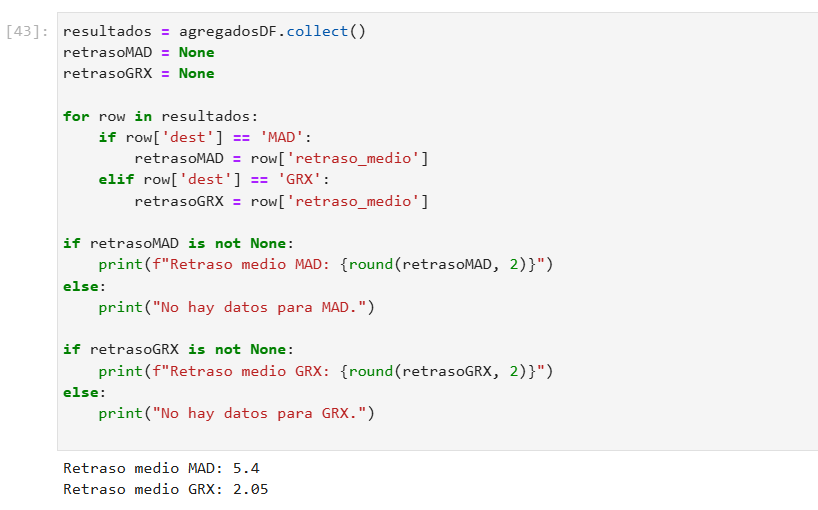 [43]: resultados = agregadosDF.collect()
retrasoMAD = None
retrasoGRX = None

for row in resultados:
    if row['dest'] == 'MAD':
        retrasoMAD = row['retraso_medio']
    elif row['dest'] == 'GRX':
        retrasoGRX = row['retraso_medio']

if retrasoMAD is not None:
    print(f"Retraso medio MAD: {round(retrasoMAD, 2)}")
else:
    print("No hay datos para MAD.")

if retrasoGRX is not None:
    print(f"Retraso medio GRX: {round(retrasoGRX, 2)}")
else:
    print("No hay datos para GRX.")

Retraso medio MAD: 5.4
Retraso medio GRX: 2.05